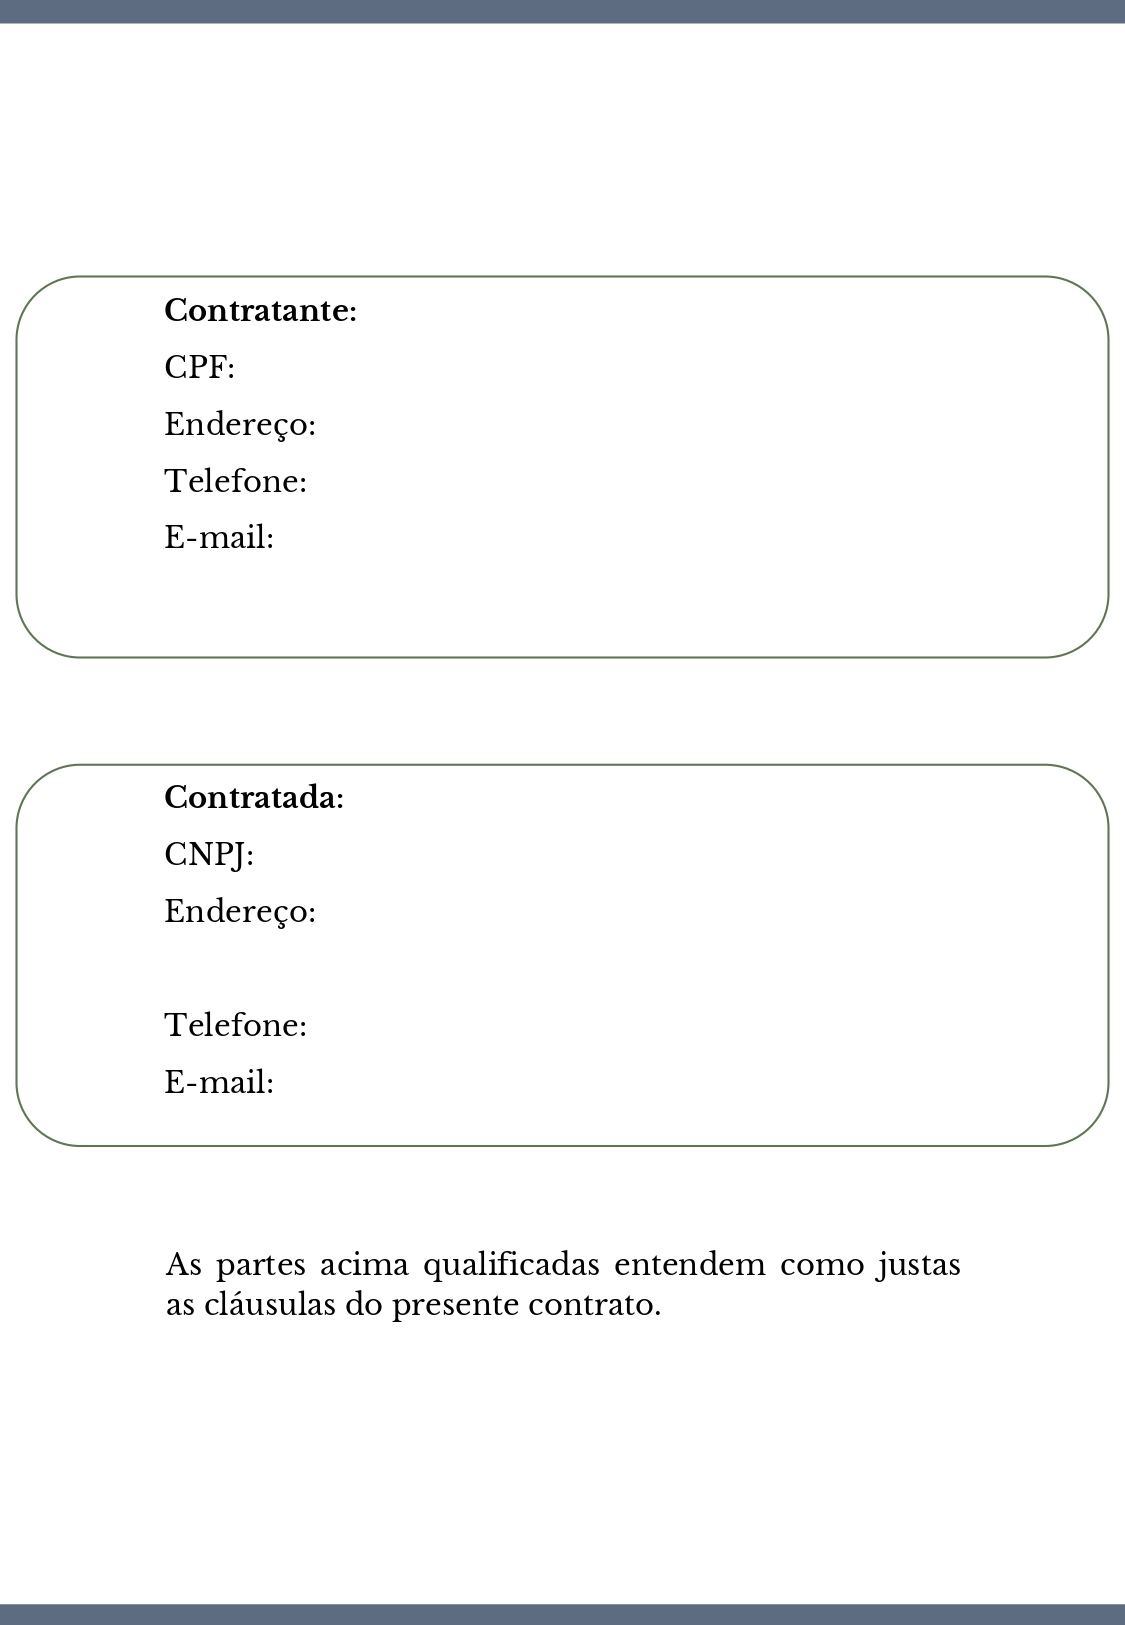 Contratante:
CPF:
Endereço:
Telefone:
E-mail:
Contratada:
CNPJ:
Endereço:
Telefone:
E-mail:
As partes acima qualificadas entendem como justas
as cláusulas do presente contrato.